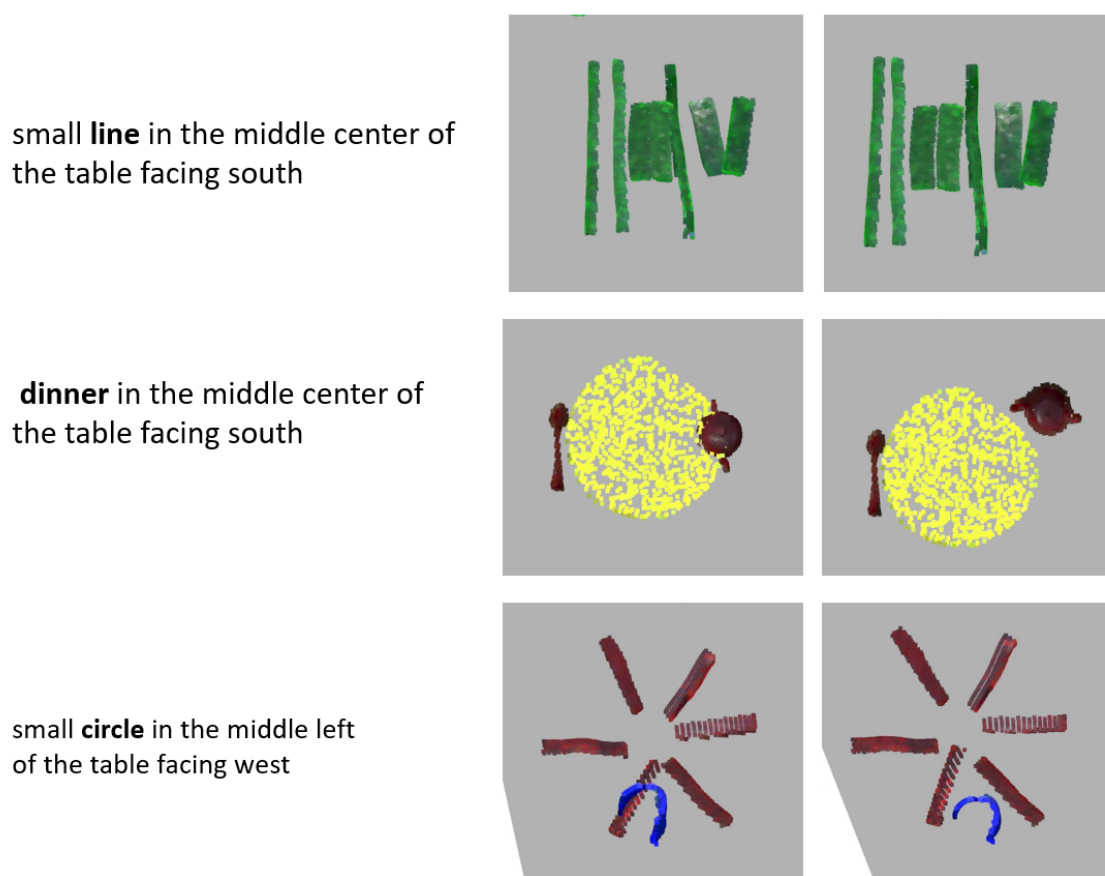 small line in the middle center of
the table facing south
dinner in the middle center of
the table facing south
small circle in the middle left
of the table facing west